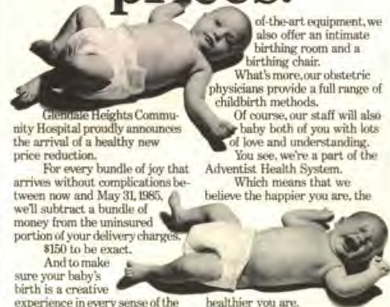 prices.
Glendale Heights Commu-
nity Hospital proudly announces
the arrival of a healthy new
price reduction.
For every bundle of joy that
arrives without complications be-
tween now and May 31, 1985,
we'll subtract a bundle of
money from the uninsured
portion of your delivery charges.
$150 to be exact.
And to make
sure your baby's
birth is a creative
experience in every sense of the
of-the-art equipment, we
also offer an intimate
birthing room and a
birthing chair.
What's more, our obstetric
physicians provide a full range of
childbirth methods.
Of course, our staff will also
baby both of you with lots
of love and understanding.
You see, we're a part of the
Adventist Health System.
Which means that we
believe the happier you are, the
healthier you are.